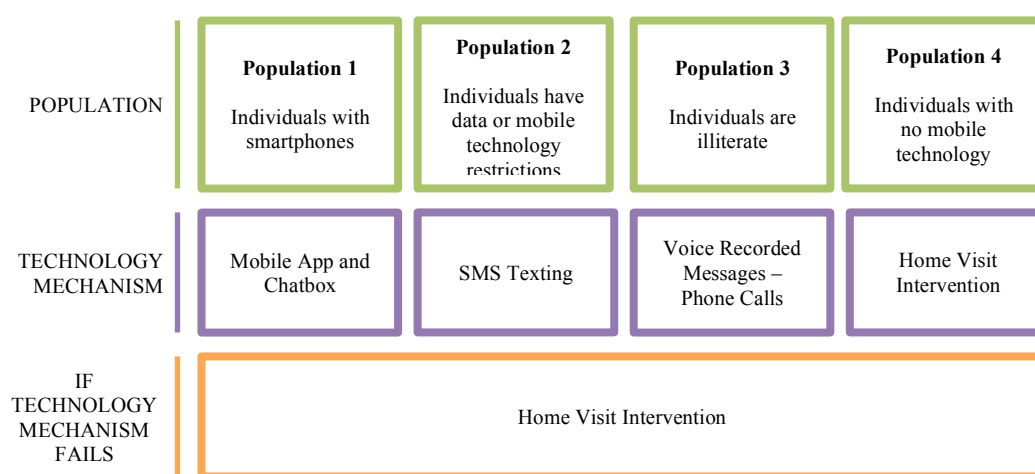 POPULATION
Population 1
Individuals with
smartphones
Population 2
Individuals have
data or mobile
technology
restrictions
Population 3
Individuals are
illiterate
Population 4
Individuals with
no mobile
technology
TECHNOLOGY
MECHANISM
Mobile App and
Chatbox
SMS Texting
Voice Recorded
Messages –
Phone Calls
Home Visit
Intervention
IF
TECHNOLOGY
MECHANISM
FAILS
Home Visit Intervention